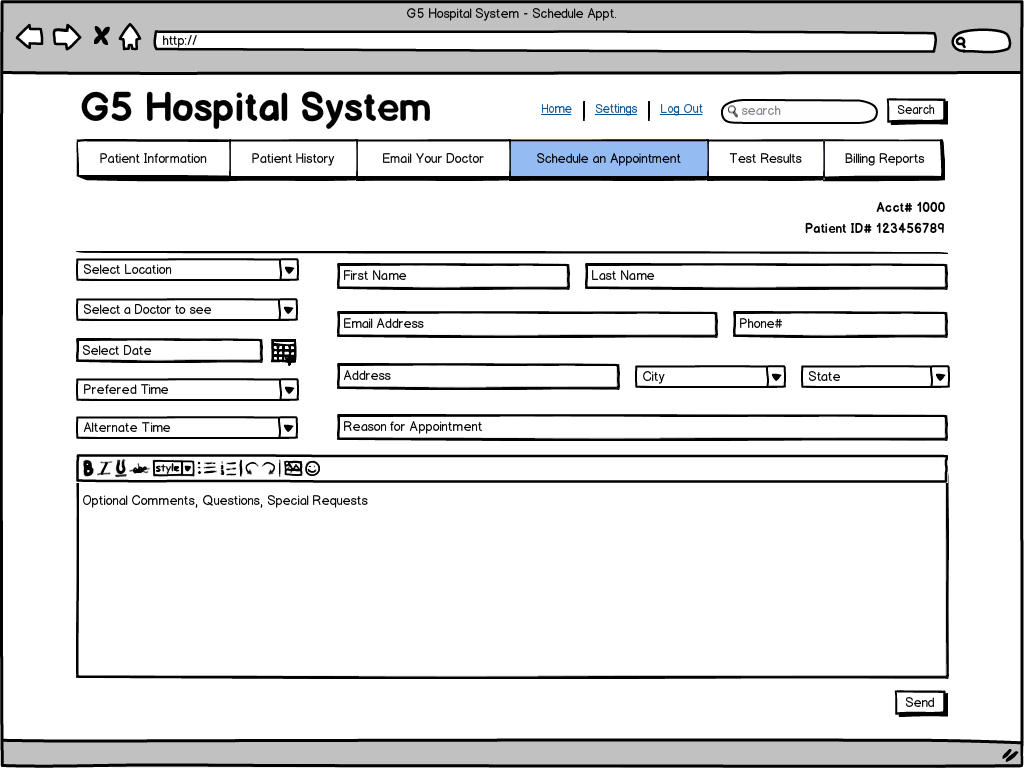 G5 Hospital System - Schedule Appt.
http://
G5 Hospital System
Home Settings Log Out search Search
Patient Information Patient History Email Your Doctor Schedule an Appointment Test Results Billing Reports
Acct# 1000
Patient ID# 123456789
Select Location
Select a Doctor to see
Select Date
Prefered Time
Alternate Time
First Name Last Name
Email Address Phone#
Address City State
Reason for Appointment
B I U abc style
Optional Comments, Questions, Special Requests
Send